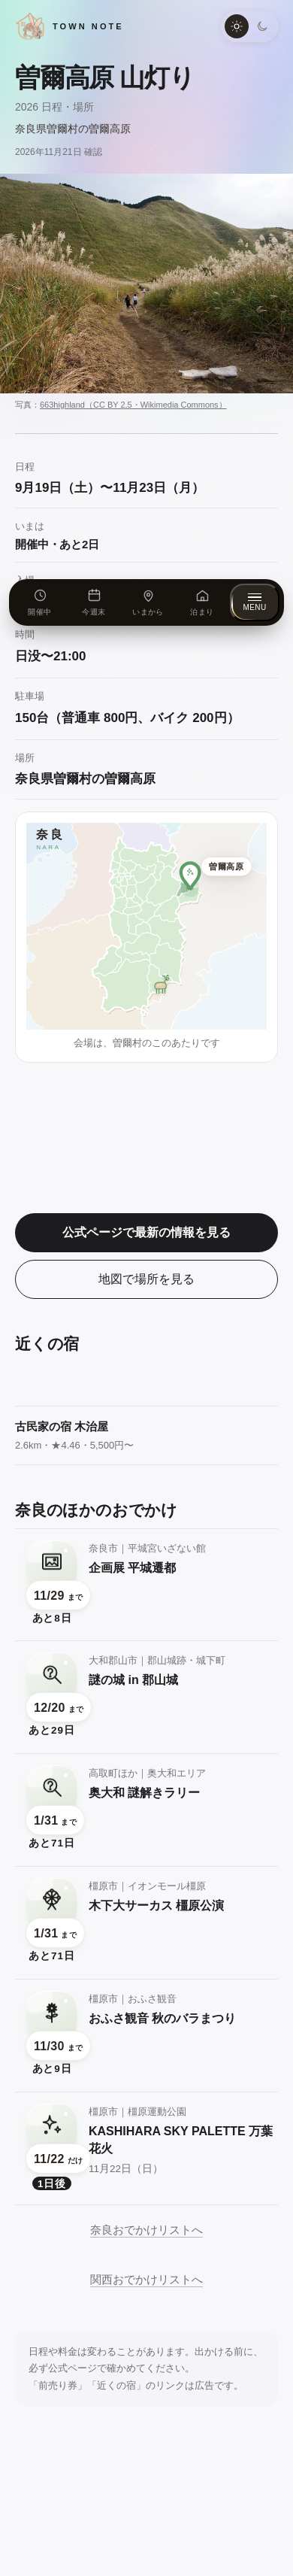 TOWN NOTE
曽爾高原 山灯り
2026 日程・場所
奈良県曽爾村の曽爾高原
2026年11月21日 確認
写真：663highland（CC BY 2.5・Wikimedia Commons）
日程
9月19日（土）〜11月23日（月）
いまは
開催中・あと2日
開催中
今週末
いまから
泊まり
MENU
時間
日没〜21:00
駐車場
150台（普通車 800円、バイク 200円）
場所
奈良県曽爾村の曽爾高原
奈良
NARA
曽爾高原
会場は、曽爾村のこのあたりです
公式ページで最新の情報を見る
地図で場所を見る
近くの宿
古民家の宿 木治屋
2.6km・★4.46・5,500円〜
奈良のほかのおでかけ
奈良市｜平城宮いざない館
企画展 平城遷都
11/29 まで
あと8日
大和郡山市｜郡山城跡・城下町
謎の城 in 郡山城
12/20 まで
あと29日
高取町ほか｜奥大和エリア
奥大和 謎解きラリー
1/31 まで
あと71日
橿原市｜イオンモール橿原
木下大サーカス 橿原公演
1/31 まで
あと71日
橿原市｜おふさ観音
おふさ観音 秋のバラまつり
11/30 まで
あと9日
橿原市｜橿原運動公園
KASHIHARA SKY PALETTE 万葉
花火
11月22日（日）
11/22 だけ
1日後
奈良おでかけリストへ
関西おでかけリストへ
日程や料金は変わることがあります。出かける前に、
必ず公式ページで確かめてください。
「前売り券」「近くの宿」のリンクは広告です。